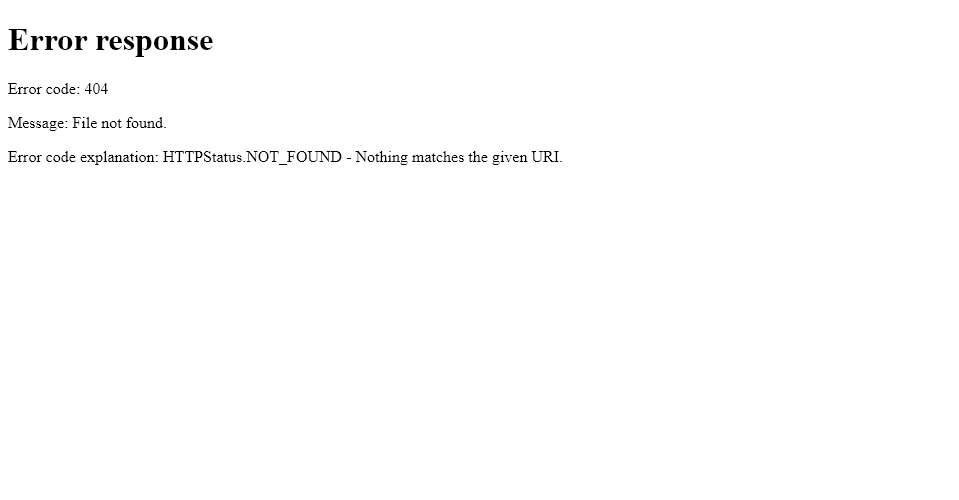 Error response
Error code: 404
Message: File not found.
Error code explanation: HTTPStatus.NOT_FOUND - Nothing matches the given URI.